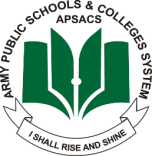 ARMY PUBLIC SCHOOLS & COLLEGES SYSTEM
APSACS
I SHALL RISE AND SHINE